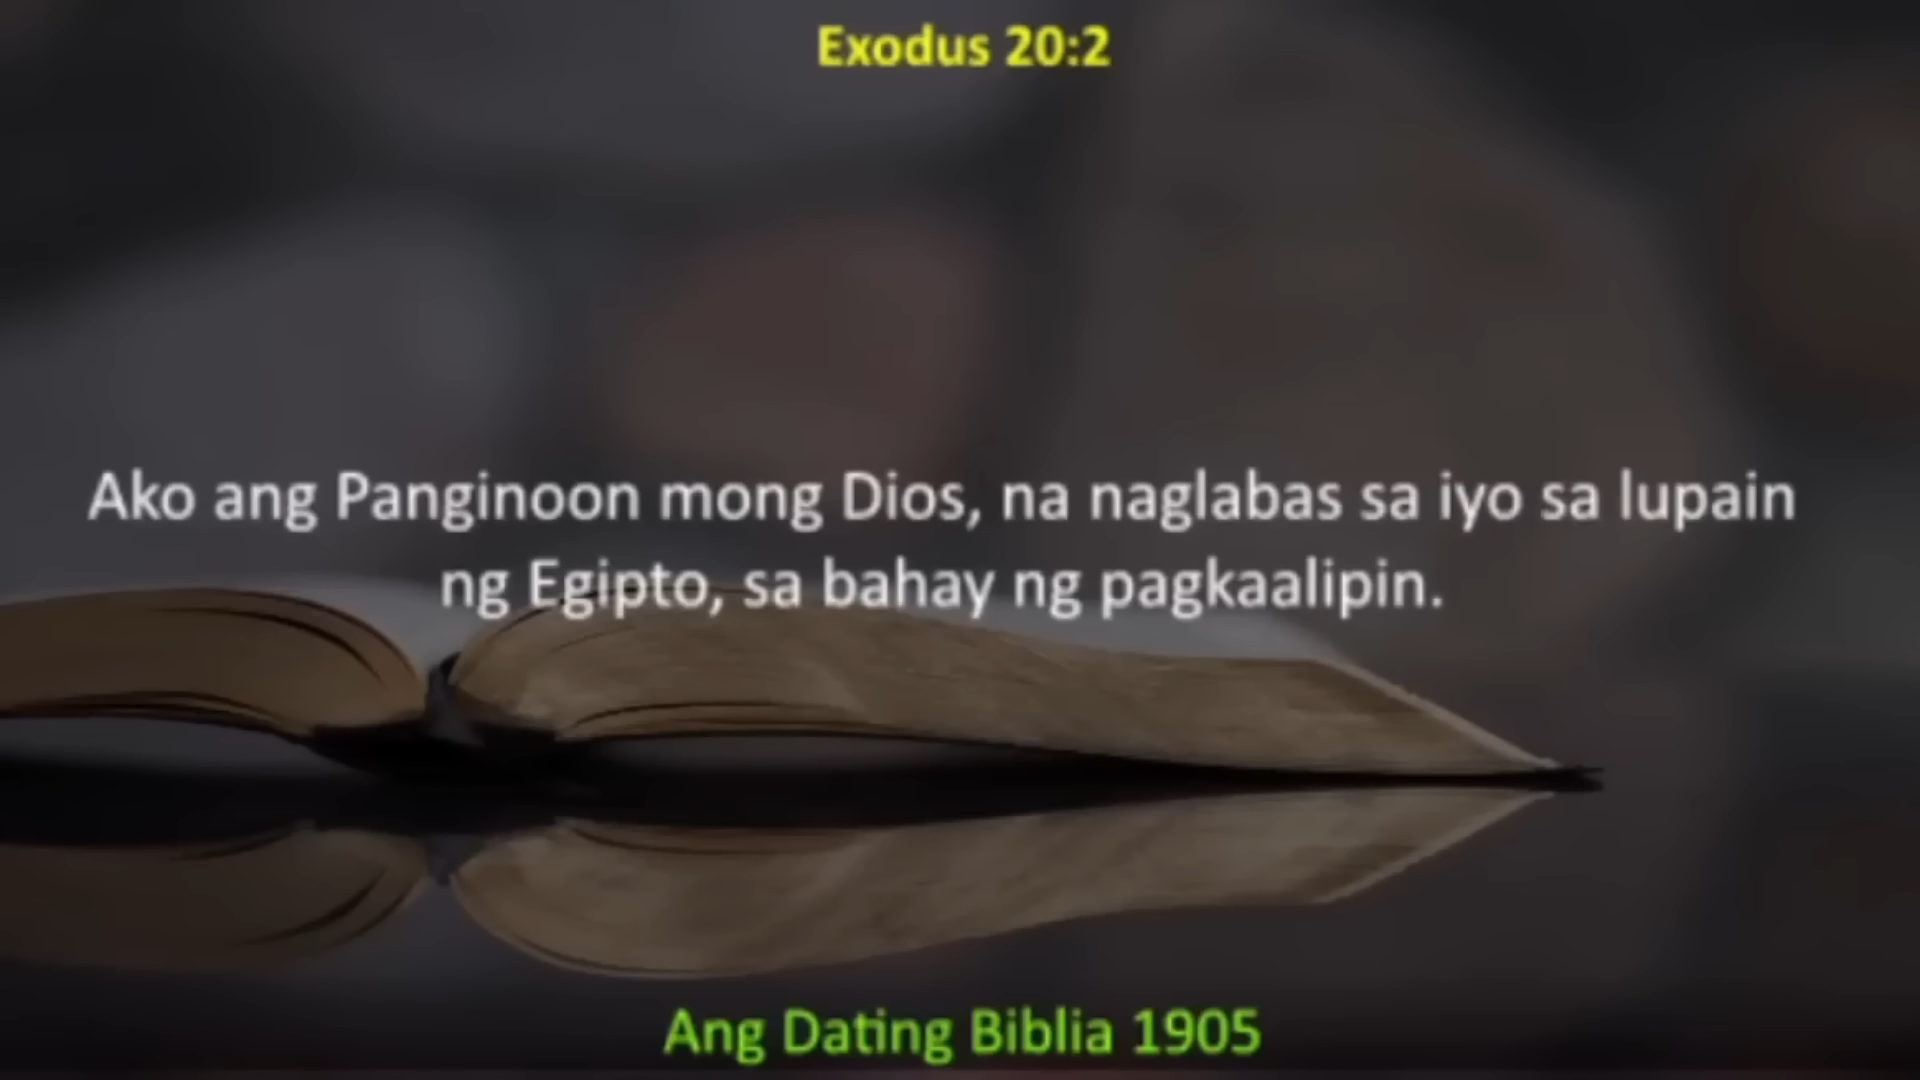 Exodus 20:2
Ako ang Panginoon mong Dios, na naglabas sa iyo sa lupain
ng Egipto, sa bahay ng pagkaalipin.
Ang Dating Biblia 1905